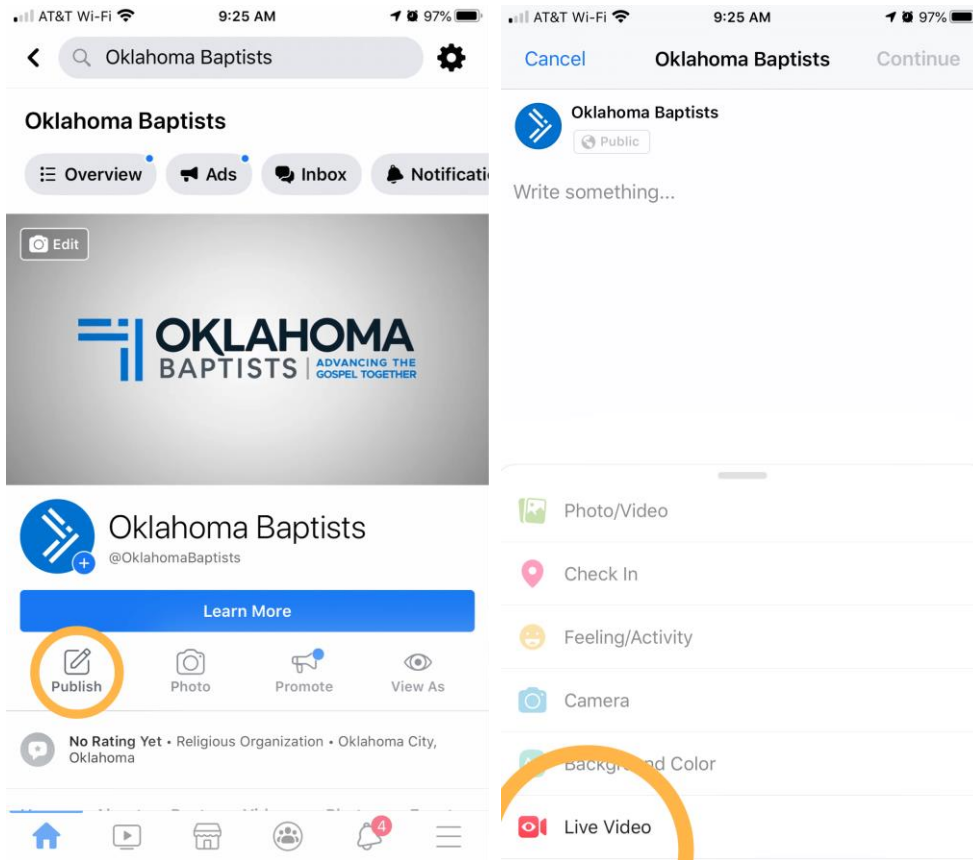 AT&T Wi-Fi 9:25 AM 97%
Oklahoma Baptists
Oklahoma Baptists
Overview Ads Inbox Notificati
Edit
OKLAHOMA
BAPTISTS ADVANCING THE
GOSPEL TOGETHER
Oklahoma Baptists
@OklahomaBaptists
Learn More
Publish Photo Promote View As
No Rating Yet • Religious Organization • Oklahoma City,
Oklahoma
4
AT&T Wi-Fi 9:25 AM 97%
Cancel Oklahoma Baptists Continue
Oklahoma Baptists
Public
Write something...
Photo/Video
Check In
Feeling/Activity
Camera
Background Color
Live Video